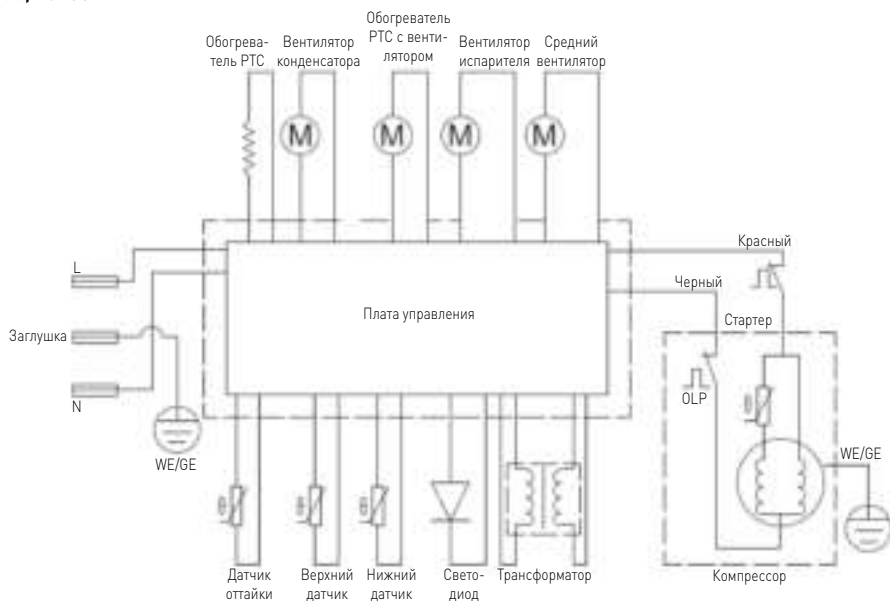 Обогрева-
тель PTC
Вентилятор
конденсатора
Обогреватель
PTC с венти-
лятором
Вентилятор
испарителя
Средний
вентилятор
M
M
M
M
L
Заглушка
N
WE/GE
Плата управления
Красный
Черный
Стартер
OLP
WE/GE
Датчик
оттайки
Верхний
датчик
Нижний
датчик
Свето-
диод
Трансформатор
Компрессор